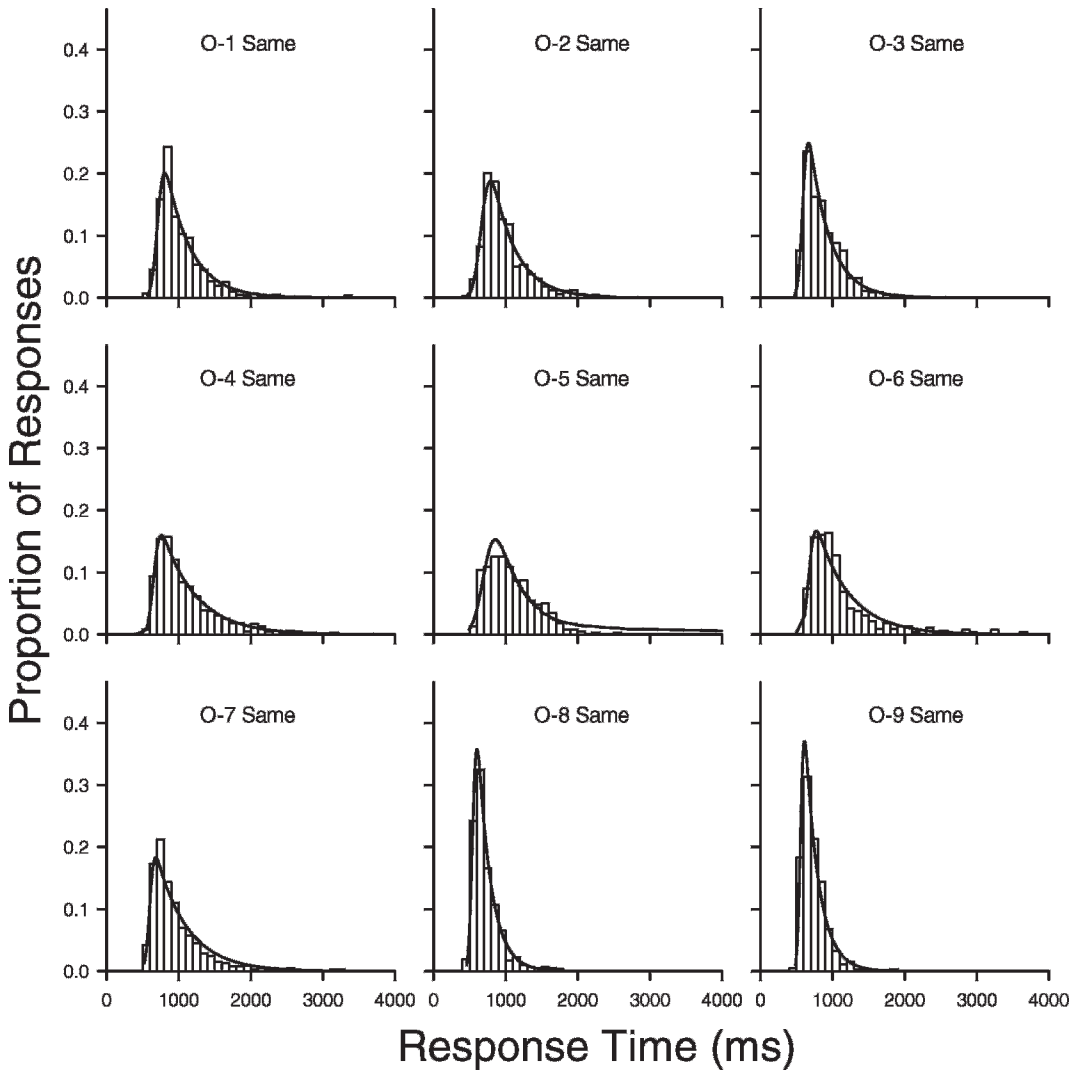 Proportion of Responses
O-1 Same
O-2 Same
O-3 Same
0.4
0.3
0.2
0.1
0.0
0
1000
2000
3000
4000
0
1000
2000
3000
4000
0
1000
2000
3000
4000
O-4 Same
O-5 Same
O-6 Same
0.4
0.3
0.2
0.1
0.0
O-7 Same
O-8 Same
O-9 Same
0.4
0.3
0.2
0.1
0.0
Response Time (ms)